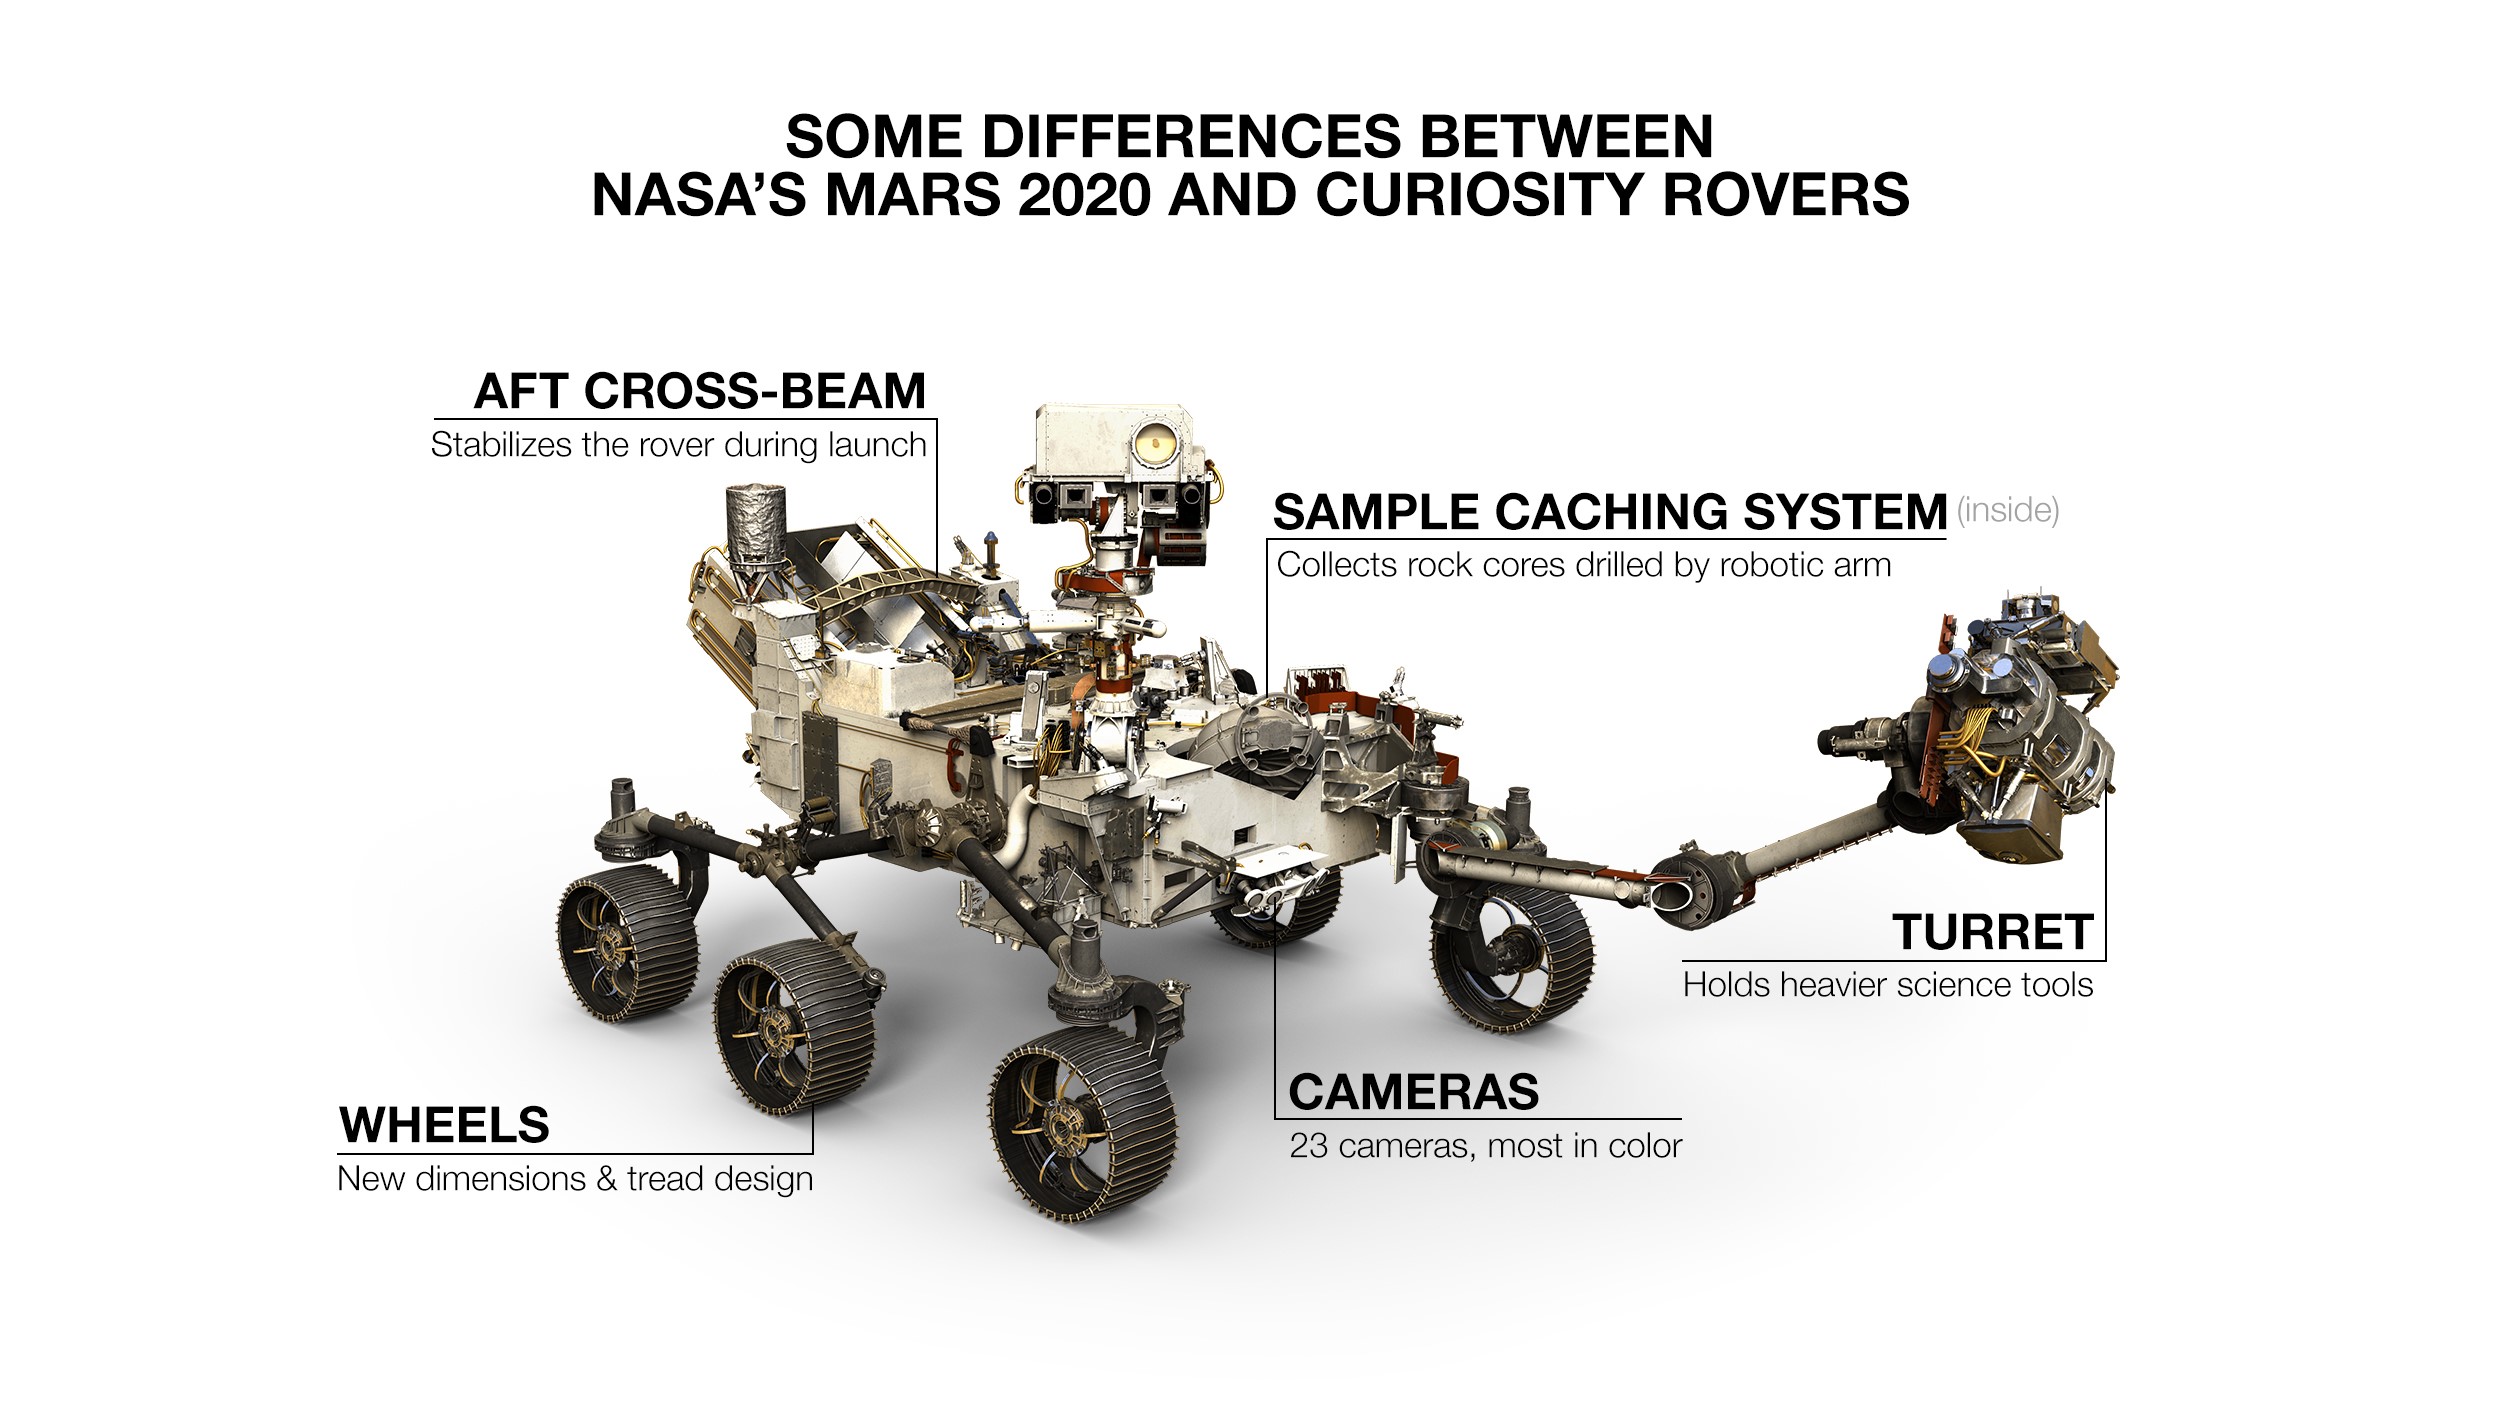 SOME DIFFERENCES BETWEEN
NASA’S MARS 2020 AND CURIOSITY ROVERS
AFT CROSS-BEAM
Stabilizes the rover during launch
SAMPLE CACHING SYSTEM (inside)
Collects rock cores drilled by robotic arm
TURRET
Holds heavier science tools
CAMERAS
23 cameras, most in color
WHEELS
New dimensions & tread design